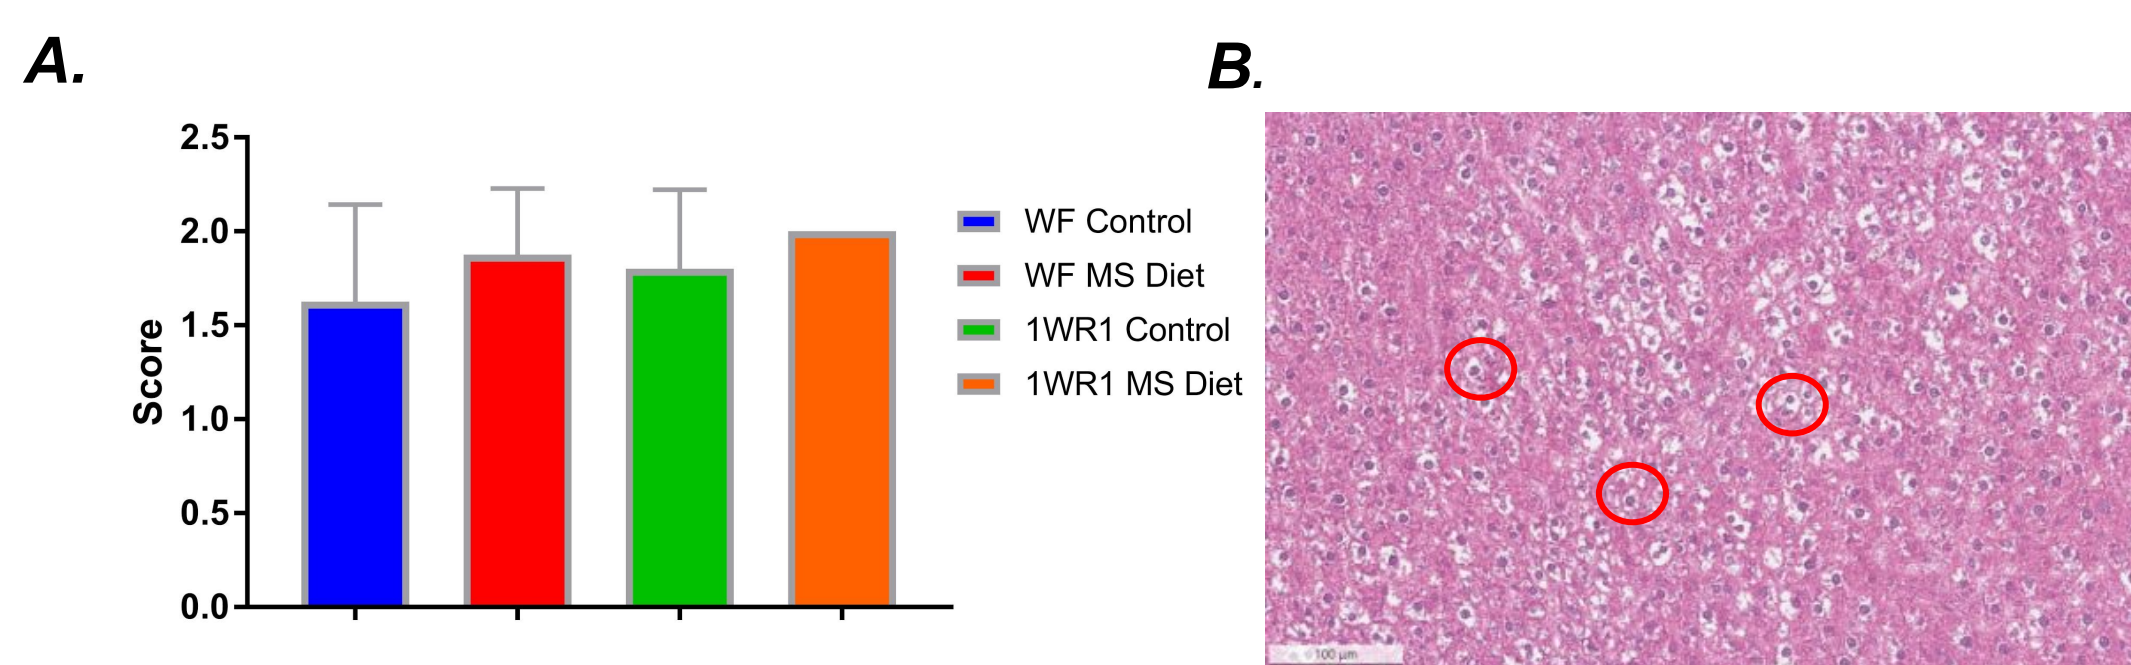 A.
B.
2.5
2.0
1.5
1.0
0.5
0.0
Score
WF Control
WF MS Diet
1WR1 Control
1WR1 MS Diet
100 µm